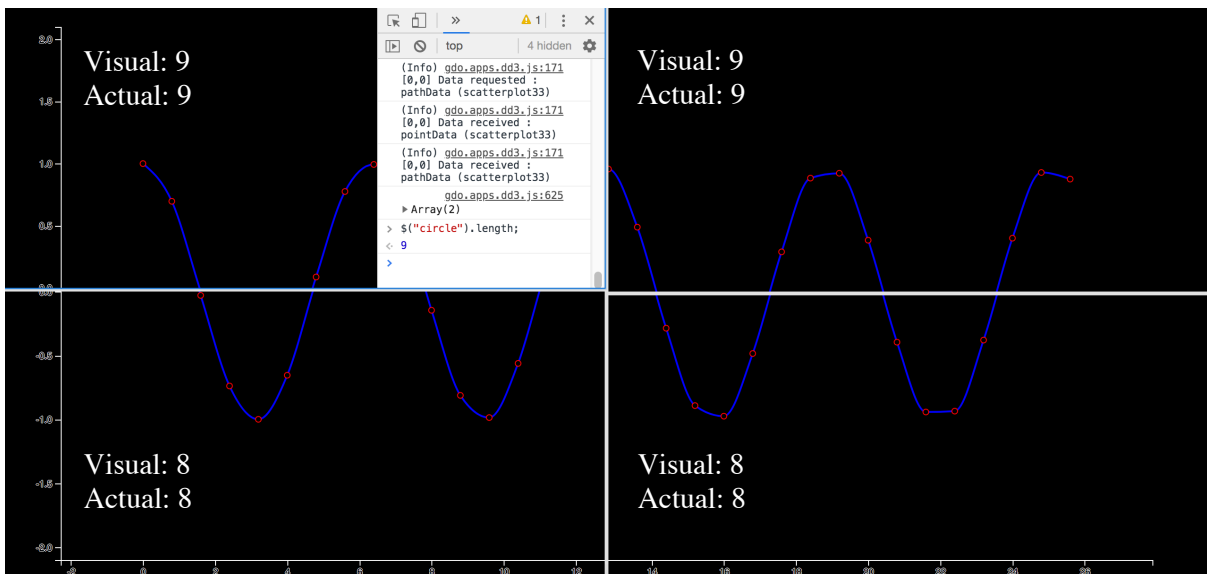 2.0
Visual: 9
Actual: 9
1.5
1.0
0.5
0.0
» 1
top 4 hidden
(Info) gdo.apps.dd3.js:171
[0,0] Data requested :
pathData (scatterplot33)
(Info) gdo.apps.dd3.js:171
[0,0] Data received :
pointData (scatterplot33)
(Info) gdo.apps.dd3.js:171
[0,0] Data received :
pathData (scatterplot33)
gdo.apps.dd3.js:625
Array(2)
> $("circle").length;
9
Visual: 9
Actual: 9
0.0
-0.5
-1.0
Visual: 8
Actual: 8
-1.5
-2.0
-2 0 2 4 6 8 10 12
Visual: 8
Actual: 8
14 16 18 20 22 24 26